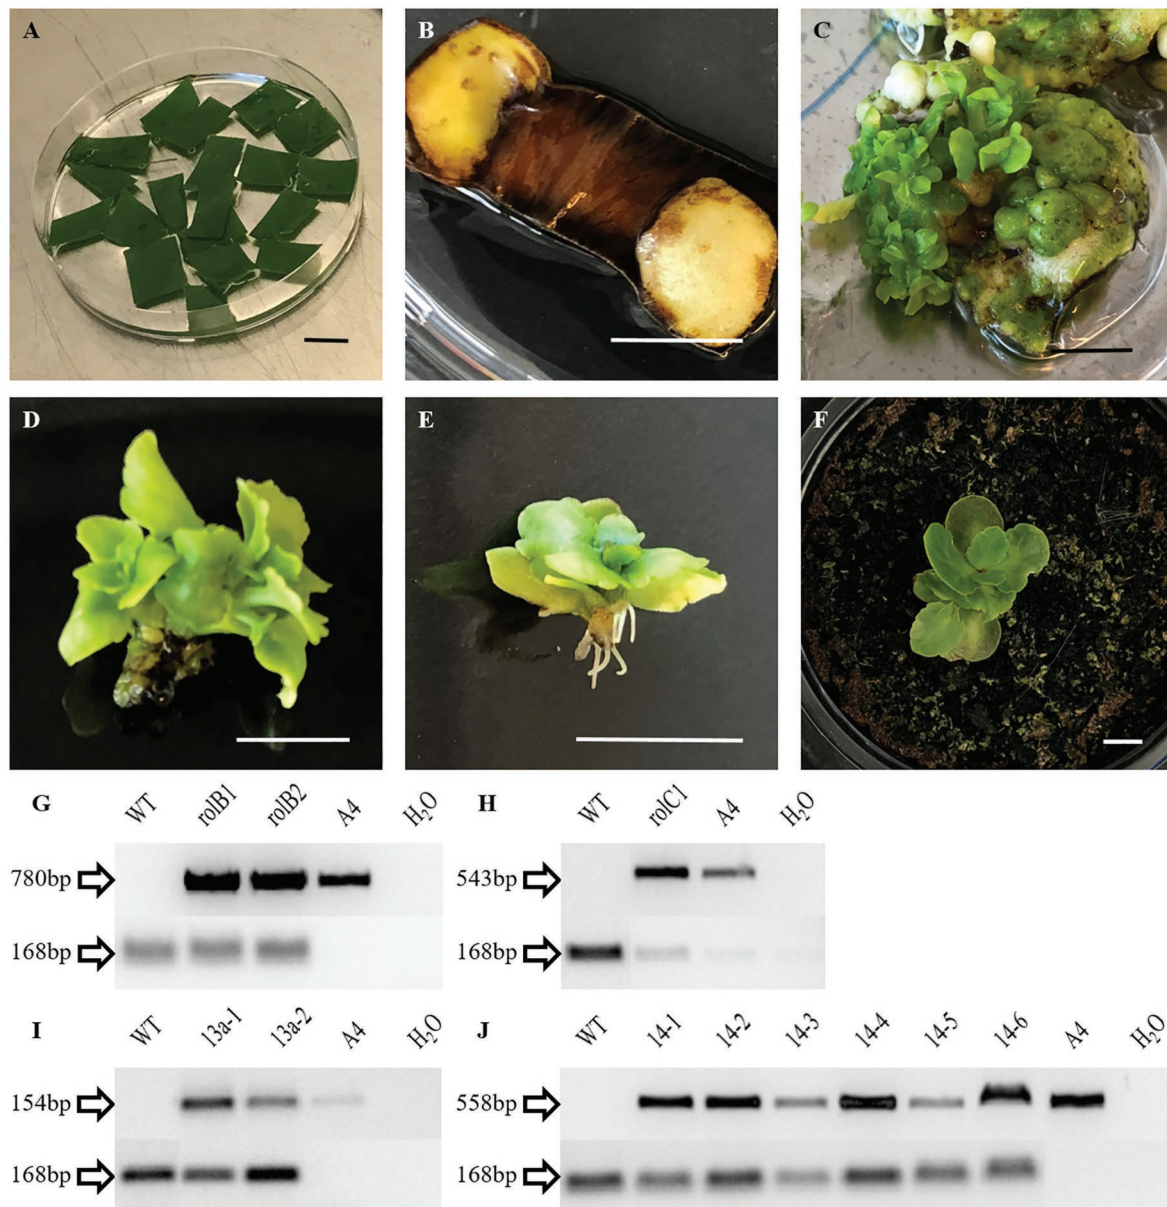 A
B
C
D
E
F
G WT rolB1 rolB2 A4 H₂O
780bp
168bp
H WT rolC1 A4 H₂O
543bp
168bp
I WT 13a-1 13a-2 A4 H₂O
154bp
168bp
J WT 14-1 14-2 14-3 14-4 14-5 14-6 A4 H₂O
558bp
168bp